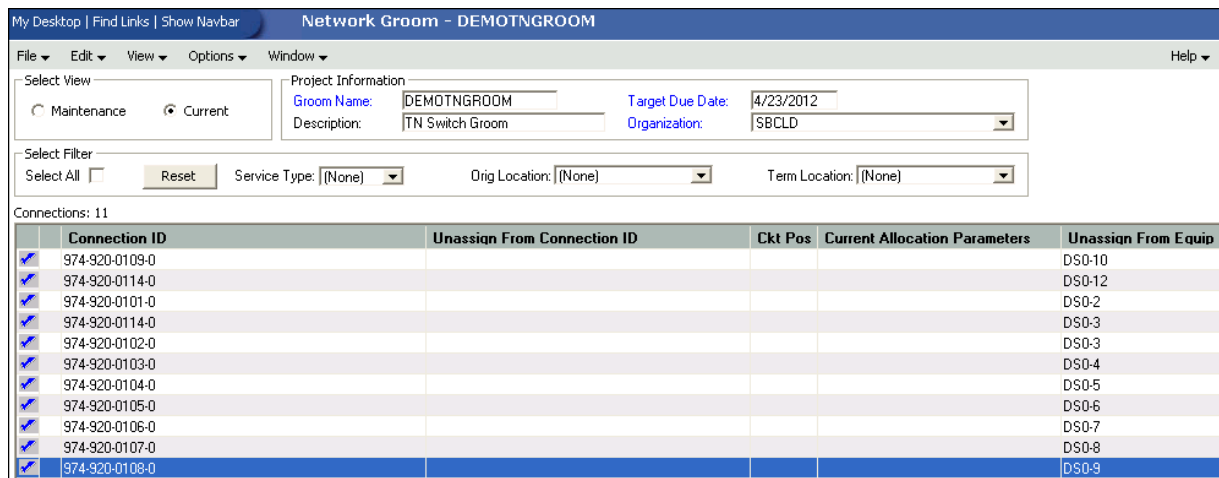 My Desktop | Find Links | Show Navbar Network Groom - DEMOTNGROOM
File Edit View Options Window Help
Select View Project Information
Maintenance Current Groom Name: DEMOTNGROOM Target Due Date: 4/23/2012
Description: TN Switch Groom Organization: SBCLD
Select Filter
Select All Reset Service Type: (None) Orig Location: (None) Term Location: (None)
Connections: 11
Connection ID Unassign From Connection ID Ckt Pos Current Allocation Parameters Unassign From Equip
974-920-0109-0 DS0-10
974-920-0114-0 DS0-12
974-920-0101-0 DS0-2
974-920-0114-0 DS0-3
974-920-0102-0 DS0-3
974-920-0103-0 DS0-4
974-920-0104-0 DS0-5
974-920-0105-0 DS0-6
974-920-0106-0 DS0-7
974-920-0107-0 DS0-8
974-920-0108-0 DS0-9